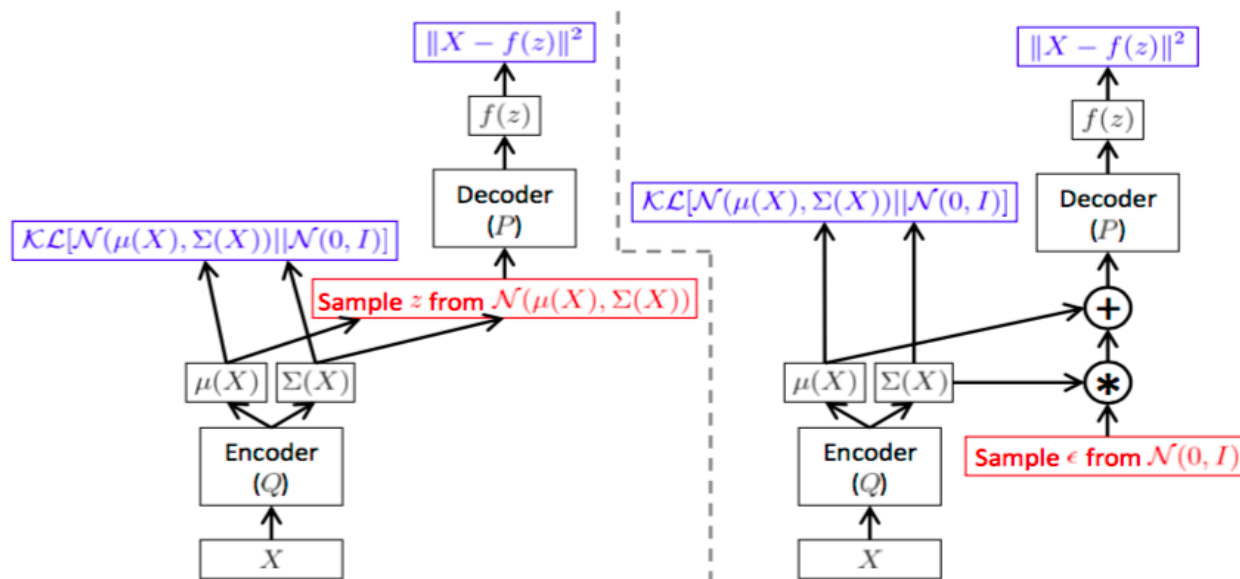 ‖X − f(z)‖²
f(z)
Decoder
(P)
𝒦ℒ[𝒩(μ(X), Σ(X))||𝒩(0, I)]
Sample z from 𝒩(μ(X), Σ(X))
μ(X)
Σ(X)
Encoder
(Q)
X
‖X − f(z)‖²
f(z)
Decoder
(P)
𝒦ℒ[𝒩(μ(X), Σ(X))||𝒩(0, I)]
+
μ(X)
Σ(X)
*
Encoder
(Q)
Sample ϵ from 𝒩(0, I)
X